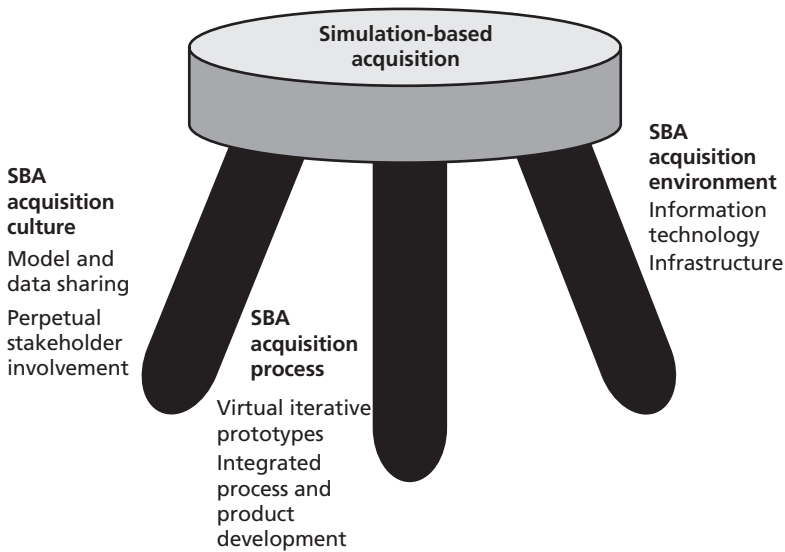 Simulation-based
acquisition
SBA
acquisition
culture
Model and
data sharing
Perpetual
stakeholder
involvement
SBA
acquisition
process
Virtual iterative
prototypes
Integrated
process and
product
development
SBA
acquisition
environment
Information
technology
Infrastructure